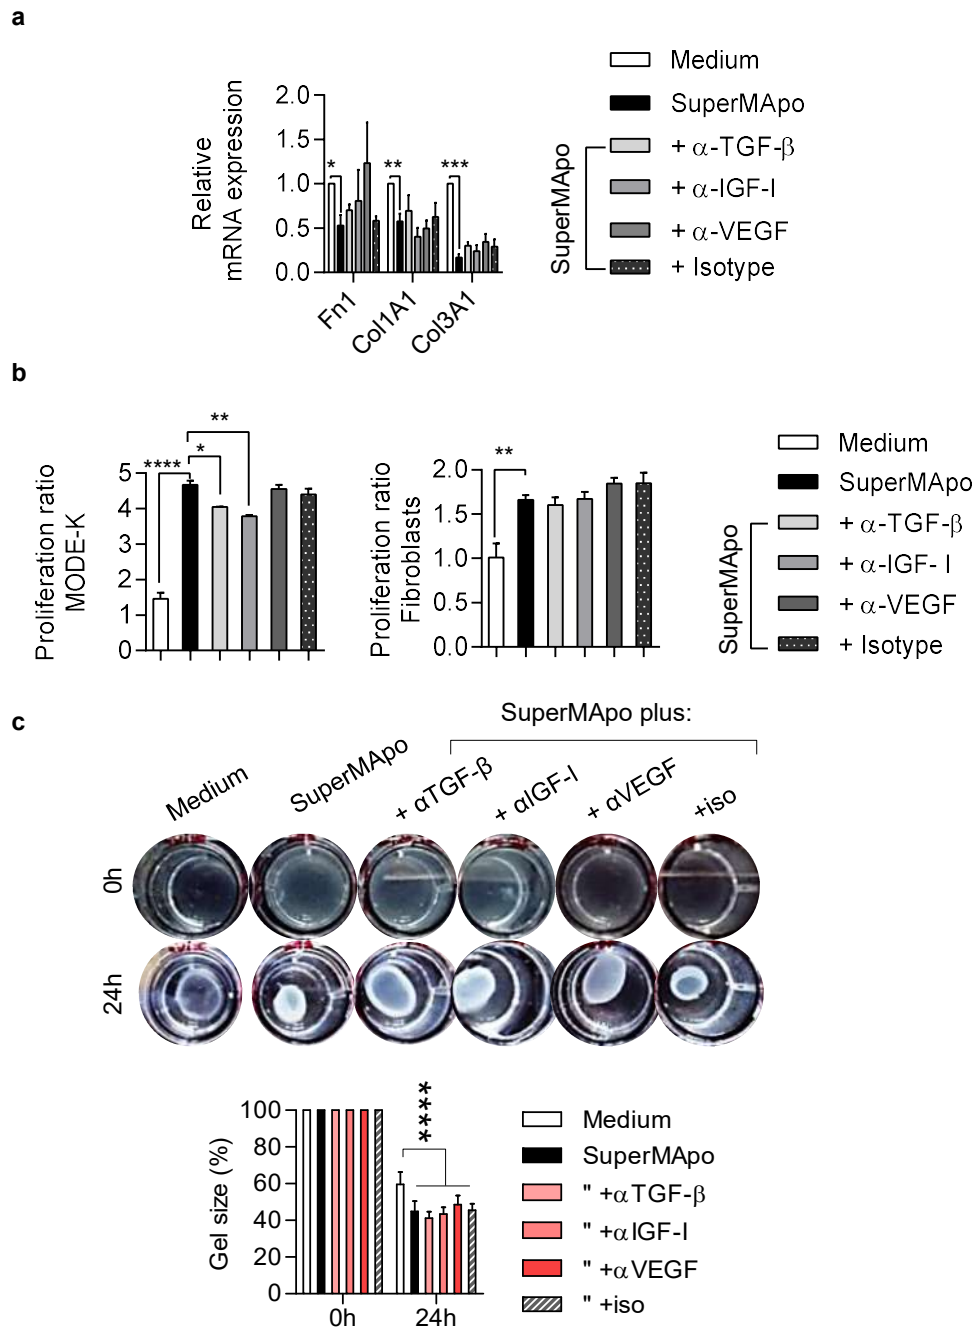 a
Relative
mRNA expression
2.0
1.5
1.0
0.5
0.0
*
**
***
Fn1
Col1A1
Col3A1
Medium
SuperMApo
SuperMApo
+ α-TGF-β
+ α-IGF-I
+ α-VEGF
+ Isotype
b
Proliferation ratio
MODE-K
5
4
3
2
1
0
****
*
**
Proliferation ratio
Fibroblasts
2.0
1.5
1.0
0.5
0.0
**
Medium
SuperMApo
SuperMApo
+ α-TGF-β
+ α-IGF- I
+ α-VEGF
+ Isotype
c
SuperMApo plus:
Medium
SuperMApo
+ αTGF-β
+ αIGF-I
+ αVEGF
+iso
0h
24h
Gel size (%)
100
80
60
40
20
0
****
0h
24h
Medium
SuperMApo
" +αTGF-β
" +αIGF-I
" +αVEGF
" +iso